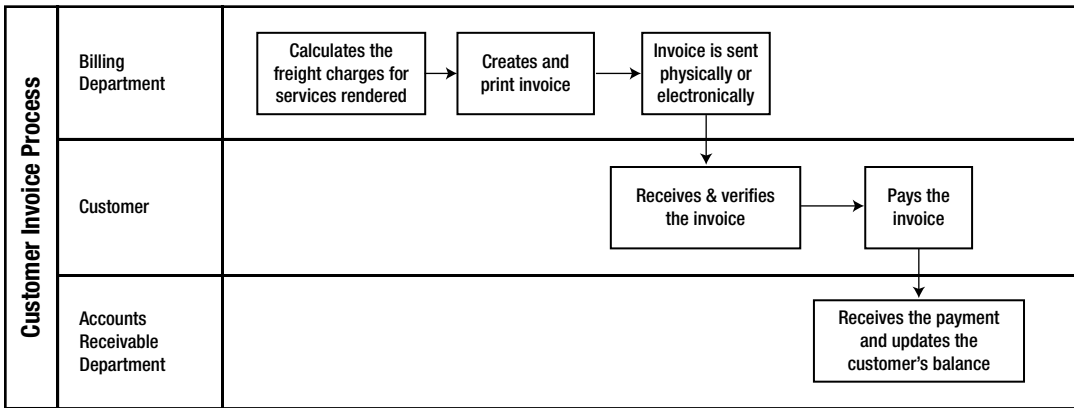 Customer Invoice Process
Billing
Department
Calculates the
freight charges for
services rendered
Creates and
print invoice
Invoice is sent
physically or
electronically
Customer
Receives & verifies
the invoice
Pays the
invoice
Accounts
Receivable
Department
Receives the payment
and updates the
customer’s balance